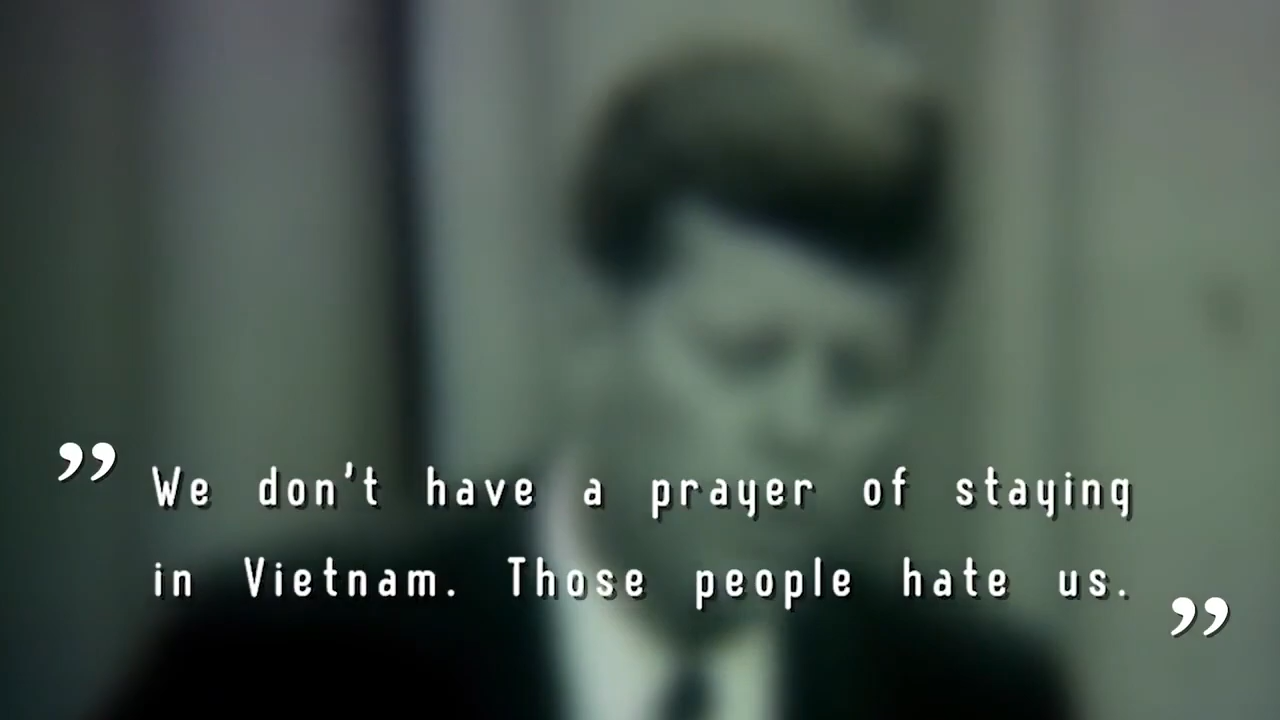 ” We don't have a prayer of staying
in Vietnam. Those people hate us. ”